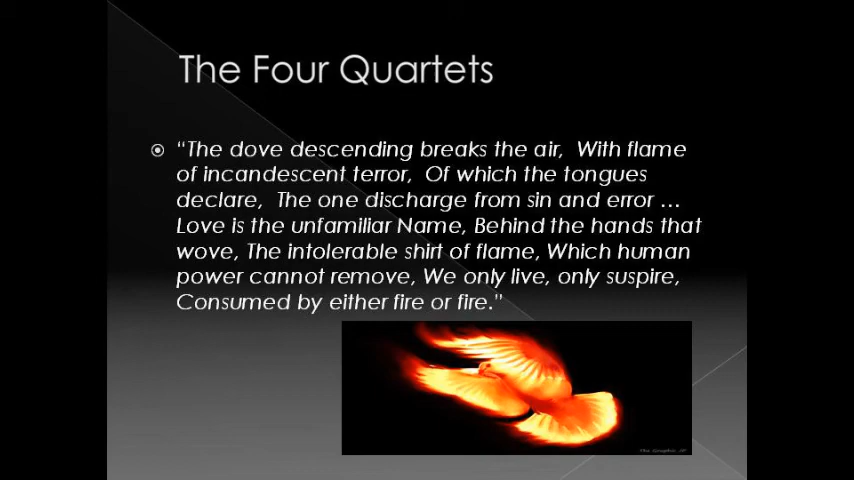 The Four Quartets
“The dove descending breaks the air, With flame
of incandescent terror, Of which the tongues
declare, The one discharge from sin and error …
Love is the unfamiliar Name, Behind the hands that
wove, The intolerable shirt of flame, Which human
power cannot remove, We only live, only suspire,
Consumed by either fire or fire.”